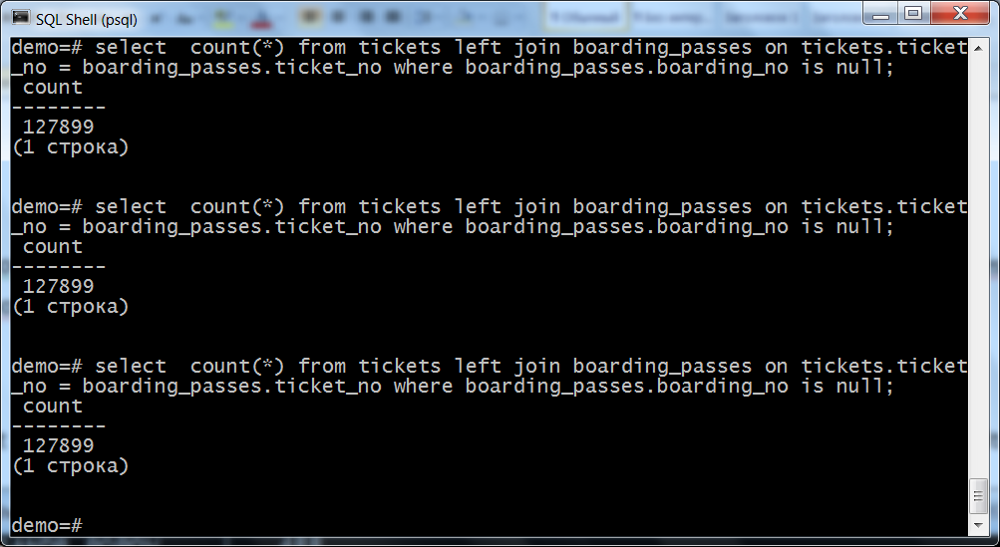 SQL Shell (psql)
demo=# select  count(*) from tickets left join boarding_passes on tickets.ticket
_no = boarding_passes.ticket_no where boarding_passes.boarding_no is null;
 count
--------
 127899
(1 строка)
demo=# select  count(*) from tickets left join boarding_passes on tickets.ticket
_no = boarding_passes.ticket_no where boarding_passes.boarding_no is null;
 count
--------
 127899
(1 строка)
demo=# select  count(*) from tickets left join boarding_passes on tickets.ticket
_no = boarding_passes.ticket_no where boarding_passes.boarding_no is null;
 count
--------
 127899
(1 строка)
demo=#